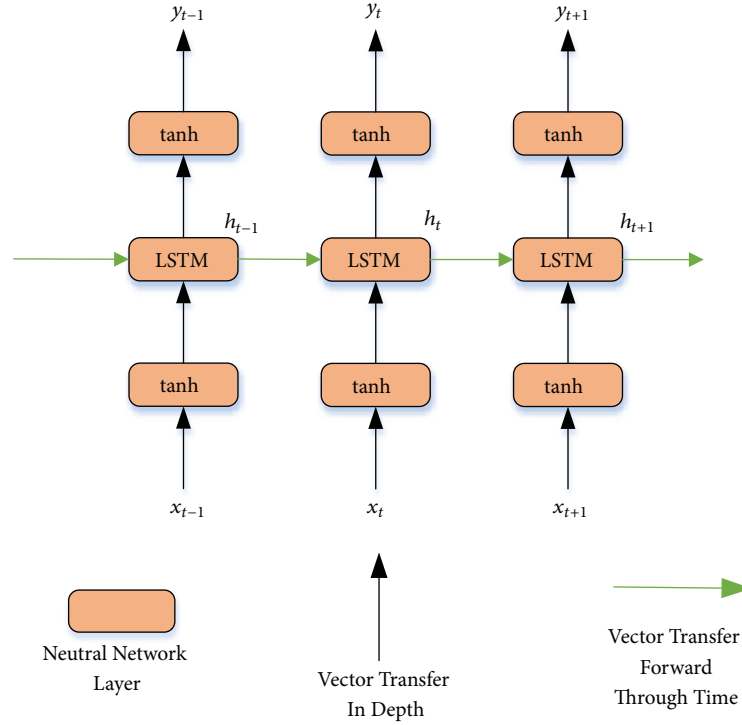 y_{t−1} y_t y_{t+1}
tanh tanh tanh
h_{t−1} h_t h_{t+1}
LSTM LSTM LSTM
tanh tanh tanh
x_{t−1} x_t x_{t+1}
Neutral Network
Layer
Vector Transfer
In Depth
Vector Transfer
Forward
Through Time